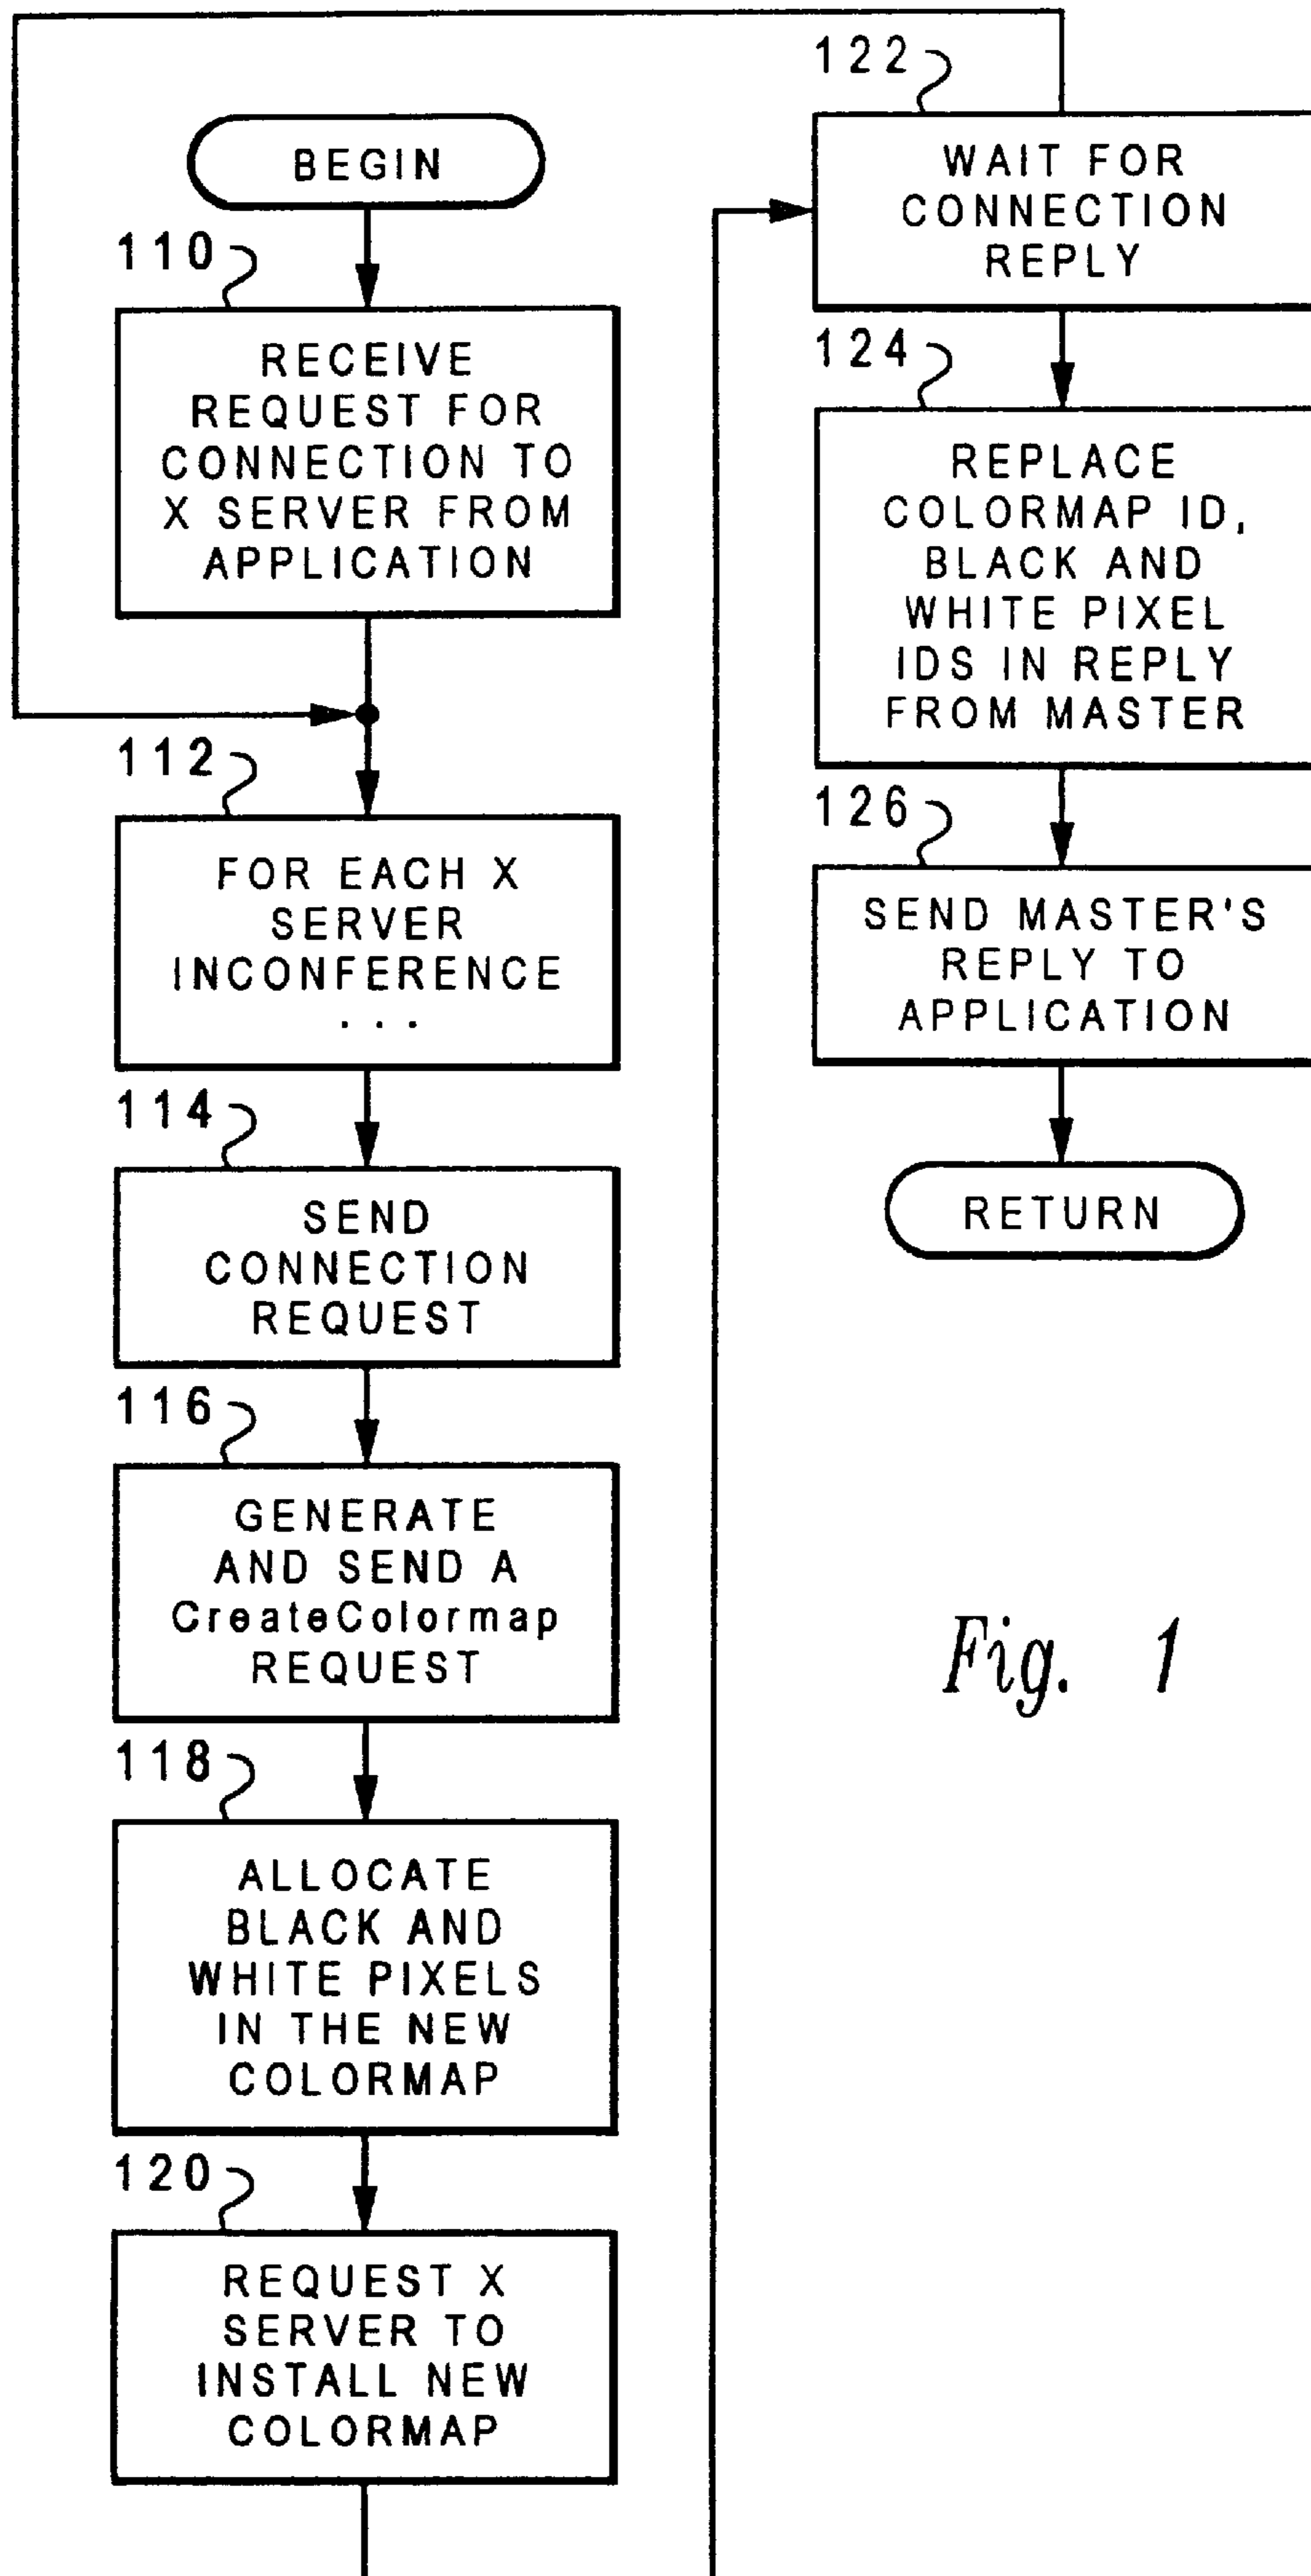 BEGIN
110
RECEIVE
REQUEST FOR
CONNECTION TO
X SERVER FROM
APPLICATION
112
FOR EACH X
SERVER
INCONFERENCE
...
114
SEND
CONNECTION
REQUEST
116
GENERATE
AND SEND A
CreateColormap
REQUEST
118
ALLOCATE
BLACK AND
WHITE PIXELS
IN THE NEW
COLORMAP
120
REQUEST X
SERVER TO
INSTALL NEW
COLORMAP
122
WAIT FOR
CONNECTION
REPLY
124
REPLACE
COLORMAP ID,
BLACK AND
WHITE PIXEL
IDS IN REPLY
FROM MASTER
126
SEND MASTER'S
REPLY TO
APPLICATION
RETURN
Fig. 1